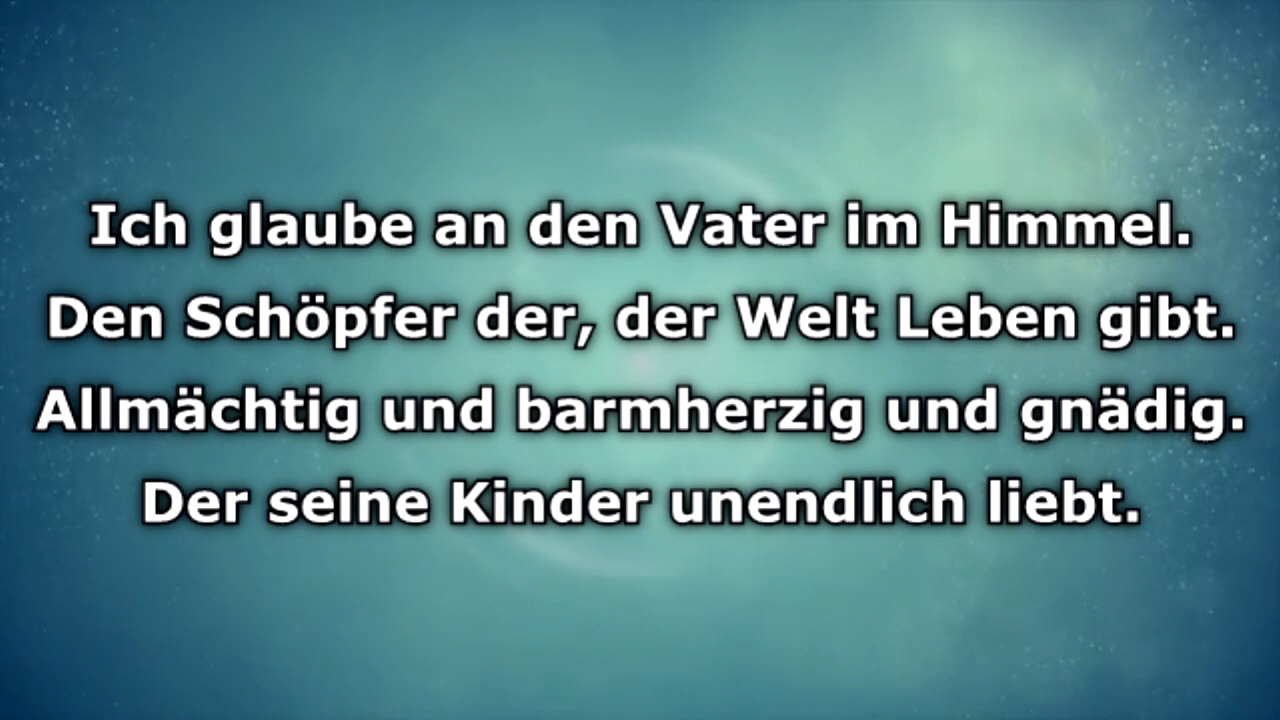 Ich glaube an den Vater im Himmel.
Den Schöpfer der, der Welt Leben gibt.
Allmächtig und barmherzig und gnädig.
Der seine Kinder unendlich liebt.